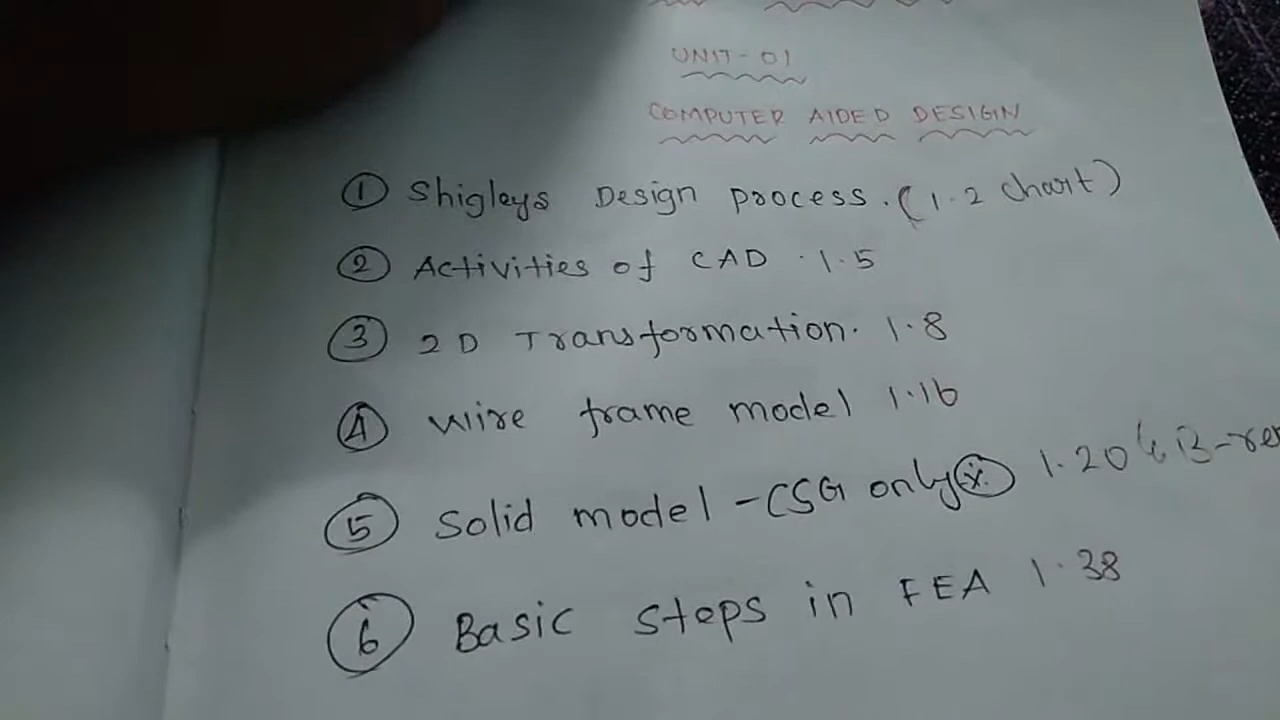 UNIT-01
COMPUTER AIDED DESIGIN
① Shigleys Design process. (1.2 chart)
② Activities of CAD . 1.5
③ 2D Transformation. 1.8
④ Wire frame model 1.16
⑤ Solid model - CSG only 1.20 B-rep
⑥ Basic steps in FEA 1.38